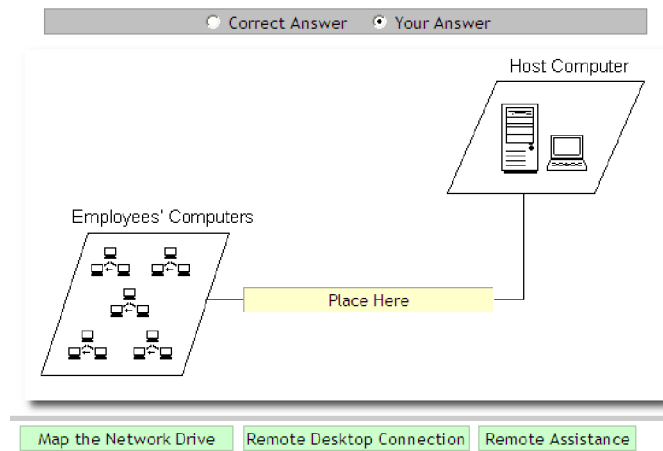 Correct Answer Your Answer
Host Computer
Employees' Computers
Place Here
Map the Network Drive Remote Desktop Connection Remote Assistance